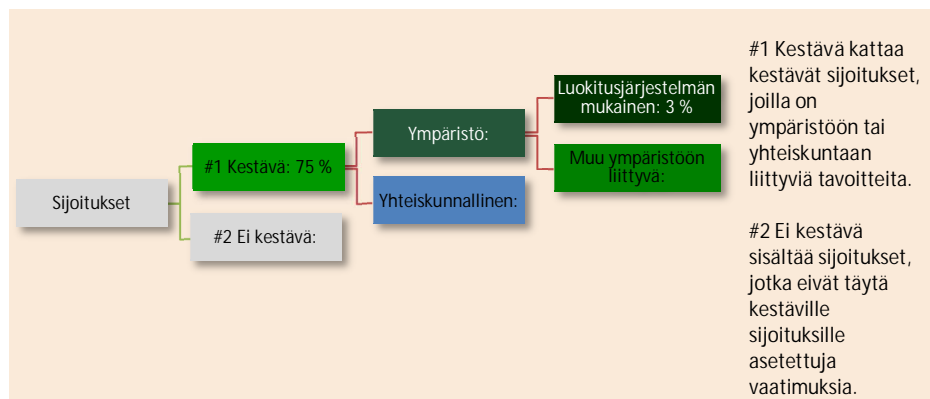 Sijoitukset
#1 Kestävä: 75 %
#2 Ei kestävä:
Ympäristö:
Yhteiskunnallinen:
Luokitusjärjestelmän
mukainen: 3 %
Muu ympäristöön
liittyvä:
#1 Kestävä kattaa
kestävät sijoitukset,
joilla on
ympäristöön tai
yhteiskuntaan
liittyviä tavoitteita.
#2 Ei kestävä
sisältää sijoitukset,
jotka eivät täytä
kestäville
sijoituksille
asetettuja
vaatimuksia.